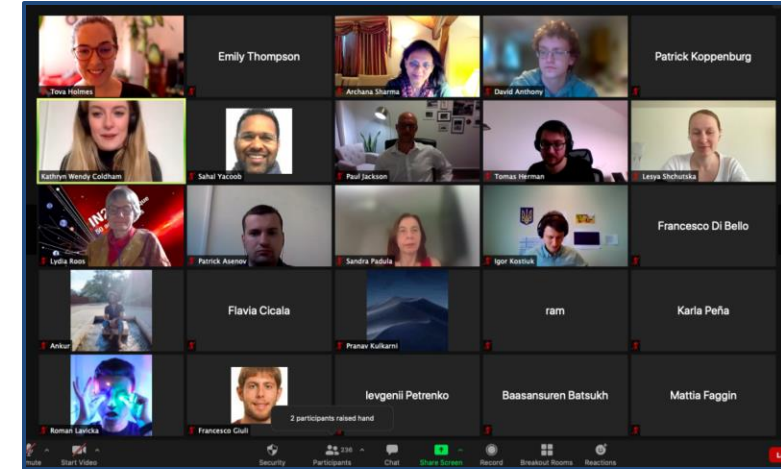 Tova Holmes
Emily Thompson
Archana Sharma
David Anthony
Patrick Koppenburg
Kathryn Wendy Coldham
Sahal Yacoob
Paul Jackson
Tomas Herman
Lesya Shchutska
Lydia Roos
Patrick Asenov
Sandra Padula
Igor Kostiuk
Francesco Di Bello
Ankur
Flavia Cicala
Pranav Kulkarni
ram
Karla Peña
Roman Lavicka
Francesco Giuli
Ievgenii Petrenko
Baasansuren Batsukh
Mattia Faggin
2 participants raised hand
Start Video
Security
Participants
Chat
Share Screen
Record
Breakout Rooms
Reactions